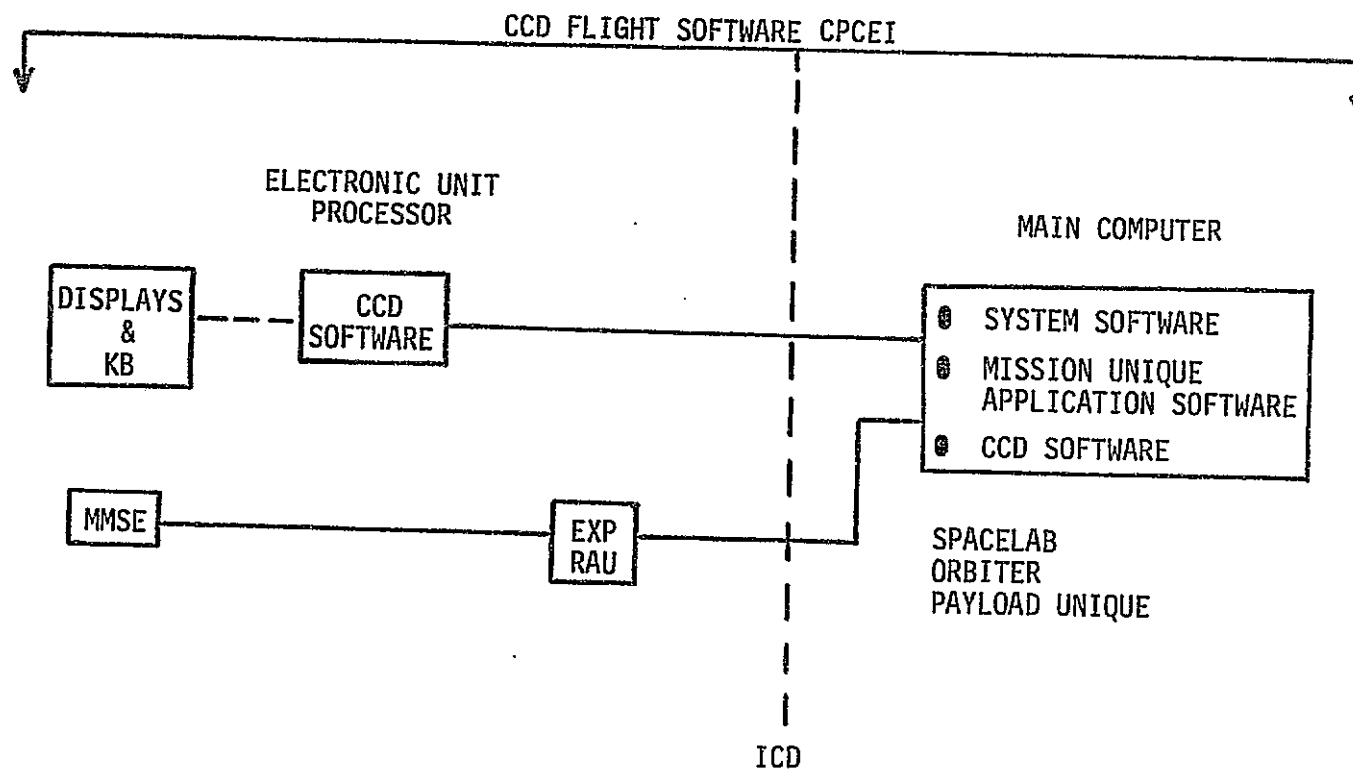 CCD FLIGHT SOFTWARE CPCEI
ELECTRONIC UNIT
PROCESSOR
MAIN COMPUTER
DISPLAYS
&
KB
CCD
SOFTWARE
SYSTEM SOFTWARE
MISSION UNIQUE
APPLICATION SOFTWARE
CCD SOFTWARE
MMSE
EXP
RAU
SPACELAB
ORBITER
PAYLOAD UNIQUE
ICD